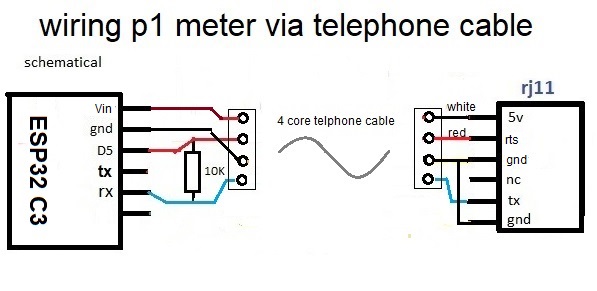 wiring p1 meter via telephone cable
schematical
rj11
ESP32 C3
Vin
gnd
D5
tx
rx
10K
4 core telphone cable
white
red
5v
rts
gnd
nc
tx
gnd